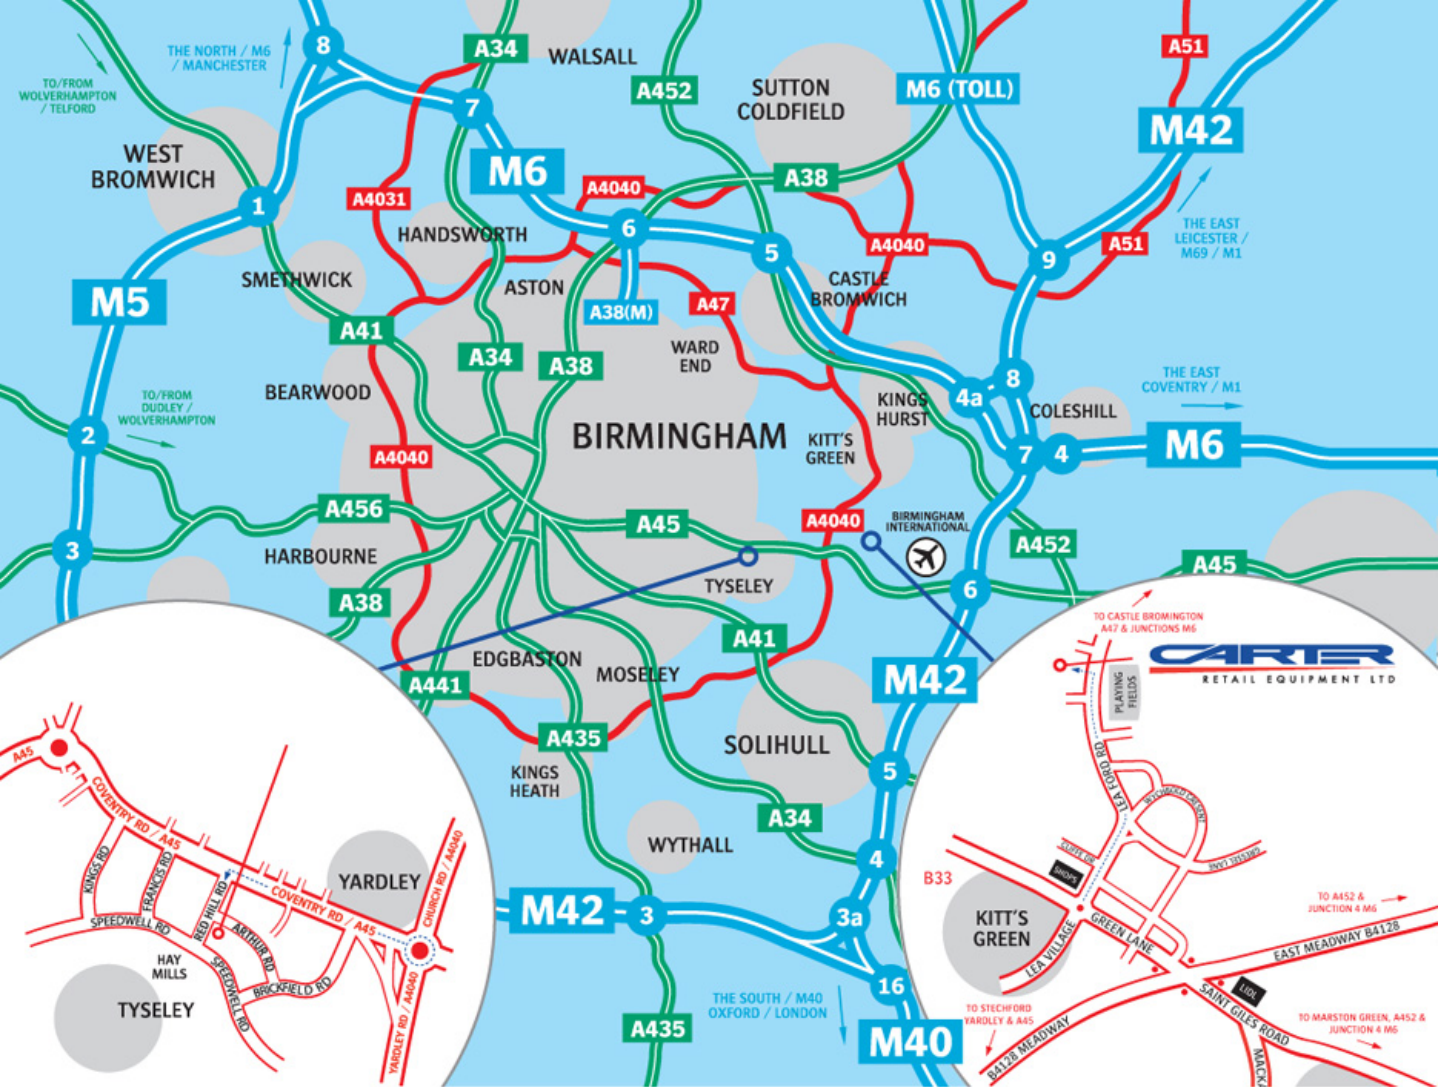 8
THE NORTH / M6
/ MANCHESTER
TO/FROM
WOLVERHAMPTON
/ TELFORD
A34
WALSALL
A452
SUTTON
COLDFIELD
M6 (TOLL)
A51
M42
7
M6
WEST
BROMWICH
1
A4031
A4040
A38
HANDSWORTH
6
5
A4040
A51
9
THE EAST
LEICESTER /
M69 / M1
SMETHWICK
ASTON
CASTLE
BROMWICH
M5
A38(M)
A47
A41
A34
A38
WARD
END
BEARWOOD
TO/FROM
DUDLEY /
WOLVERHAMPTON
2
8
4a
KINGS
HURST
COLESHILL
THE EAST
COVENTRY / M1
BIRMINGHAM
KITT'S
GREEN
A4040
7
4
M6
A456
A45
A4040
BIRMINGHAM
INTERNATIONAL
A452
A45
3
HARBOURNE
TYSELEY
6
A38
A41
EDGBASTON
MOSELEY
A441
M42
A435
SOLIHULL
KINGS
HEATH
5
A34
WYTHALL
4
M42
3
3a
16
THE SOUTH / M40
OXFORD / LONDON
A435
M40
A45
COVENTRY RD / A45
KINGS RD
FRANCIS RD
RED HILL RD
COVENTRY RD / A45
YARDLEY
CHURCH RD / A4040
SPEEDWELL RD
ARTHUR RD
HAY
MILLS
SPEEDWELL RD
BRICKFIELD RD
TYSELEY
YARDLEY RD / A4040
TO CASTLE BROMINGTON
A47 & JUNCTIONS M6
CARTER
RETAIL EQUIPMENT LTD
PLAYING
FIELDS
LEA FORD RD
WYCHBOLD CRESENT
CLIFFE DR
CRESSEL LANE
SHOPS
B33
KITT'S
GREEN
LEA VILLAGE
GREEN LANE
TO A452 &
JUNCTION 4 M6
EAST MEADWAY B4128
LIDL
SAINT GILES ROAD
TO STECHFORD
YARDLEY & A45
B4128 MEADWAY
TO MARSTON GREEN, A452 &
JUNCTION 4 M6